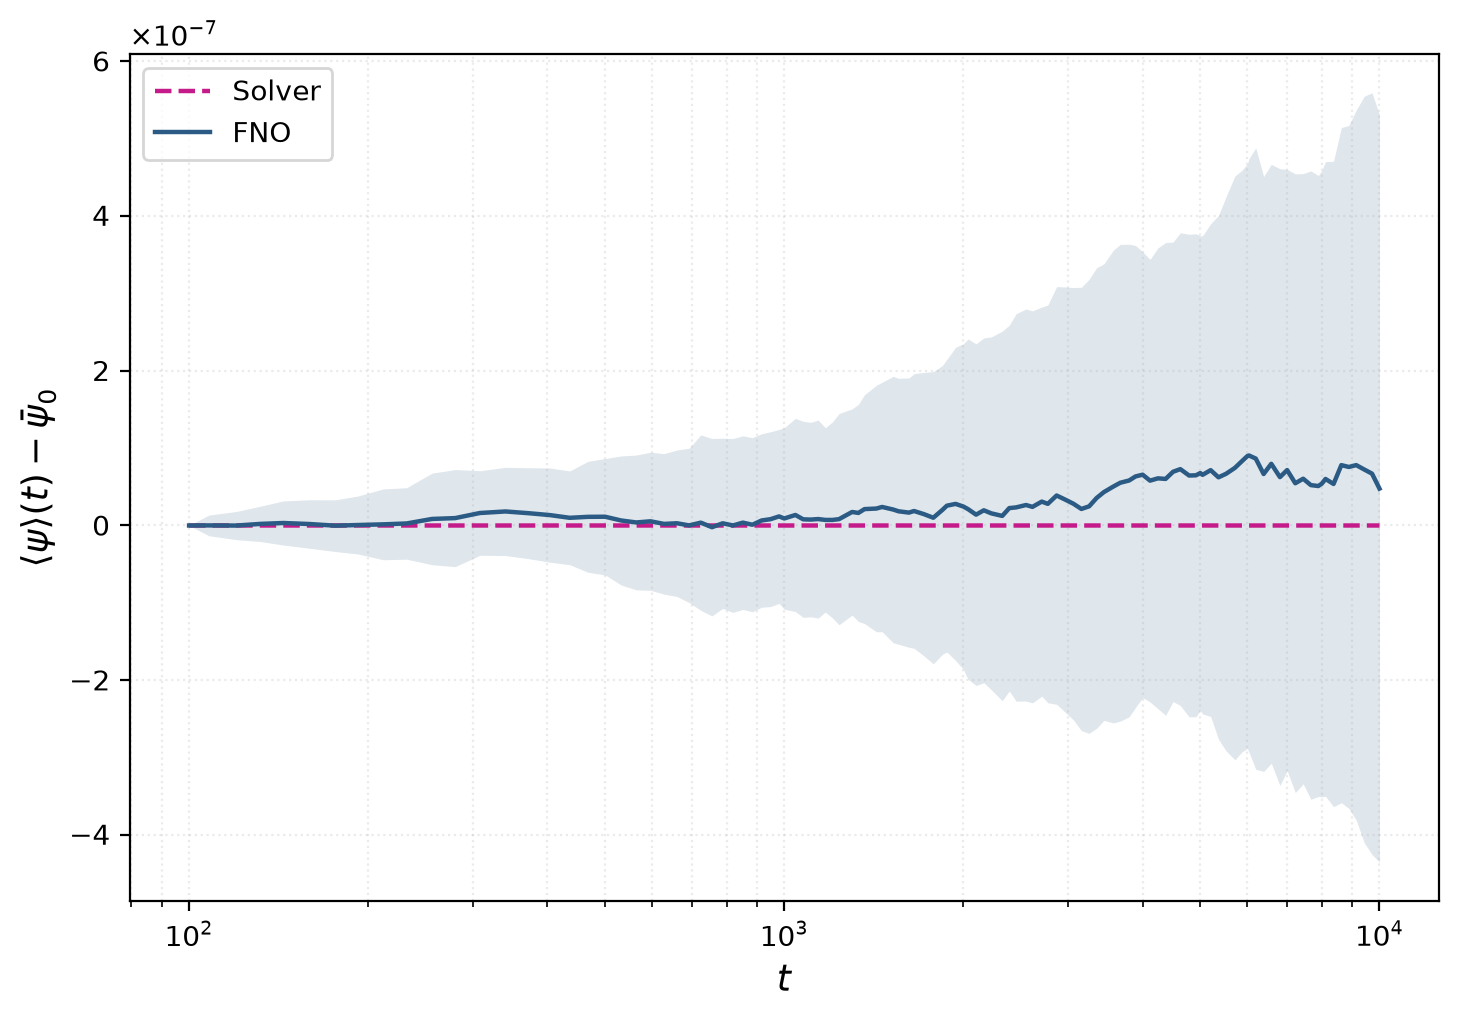 ×10⁻⁷
6
4
2
0
−2
−4
Solver
FNO
⟨ψ⟩(t) − ψ̄₀
10² 10³ 10⁴
t